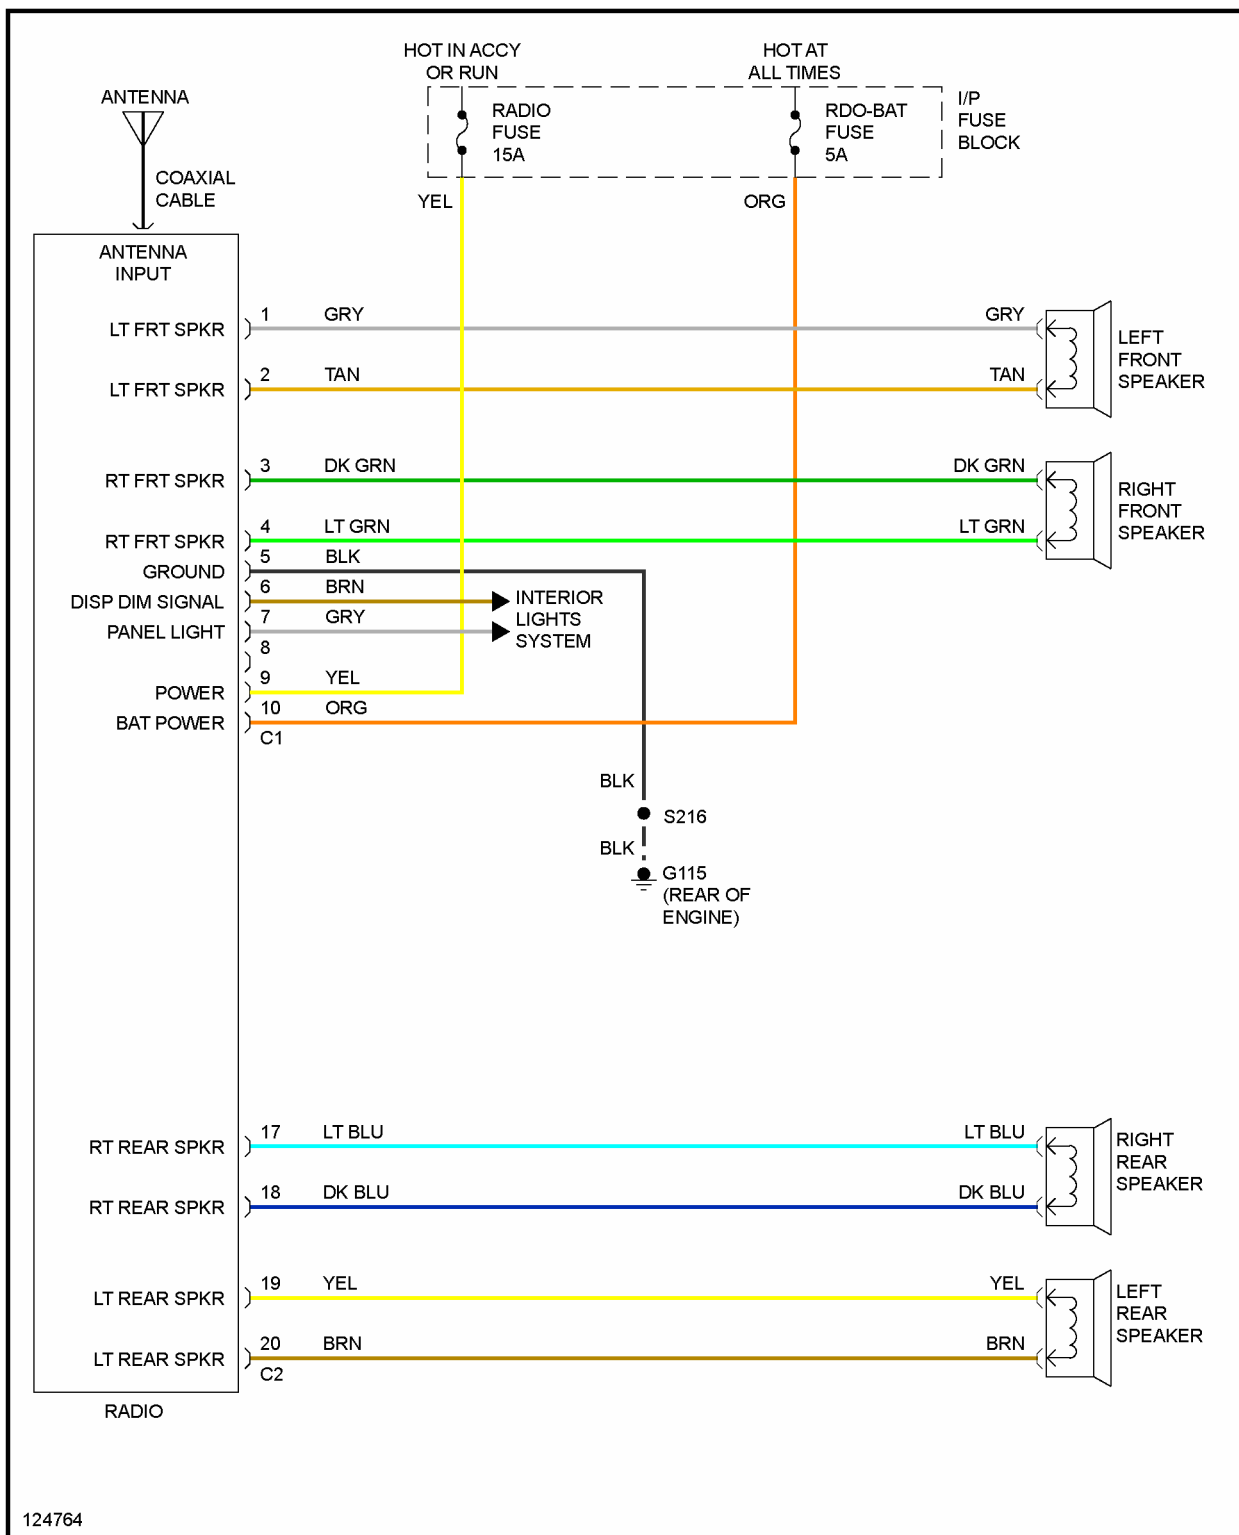 HOT IN ACCY
OR RUN
HOT AT
ALL TIMES
ANTENNA
RADIO
FUSE
15A
RDO-BAT
FUSE
5A
I/P
FUSE
BLOCK
COAXIAL
CABLE
YEL
ORG
ANTENNA
INPUT
LT FRT SPKR
1
GRY
GRY
LEFT
FRONT
SPEAKER
LT FRT SPKR
2
TAN
TAN
RT FRT SPKR
3
DK GRN
DK GRN
RIGHT
FRONT
SPEAKER
RT FRT SPKR
4
LT GRN
LT GRN
GROUND
5
BLK
DISP DIM SIGNAL
6
BRN
INTERIOR
LIGHTS
SYSTEM
PANEL LIGHT
7
GRY
8
POWER
9
YEL
BAT POWER
10
ORG
C1
BLK
S216
BLK
G115
(REAR OF
ENGINE)
RT REAR SPKR
17
LT BLU
LT BLU
RIGHT
REAR
SPEAKER
RT REAR SPKR
18
DK BLU
DK BLU
LT REAR SPKR
19
YEL
YEL
LEFT
REAR
SPEAKER
LT REAR SPKR
20
BRN
BRN
C2
RADIO
124764